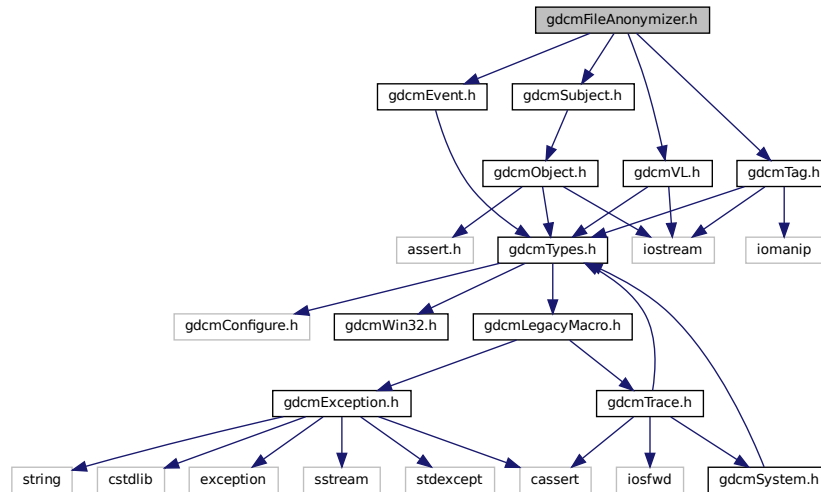 gdcmFileAnonymizer.h
gdcmEvent.h
gdcmSubject.h
gdcmObject.h
gdcmVL.h
gdcmTag.h
assert.h
gdcmTypes.h
iostream
iomanip
gdcmConfigure.h
gdcmWin32.h
gdcmLegacyMacro.h
gdcmException.h
gdcmTrace.h
string
cstdlib
exception
sstream
stdexcept
cassert
iosfwd
gdcmSystem.h